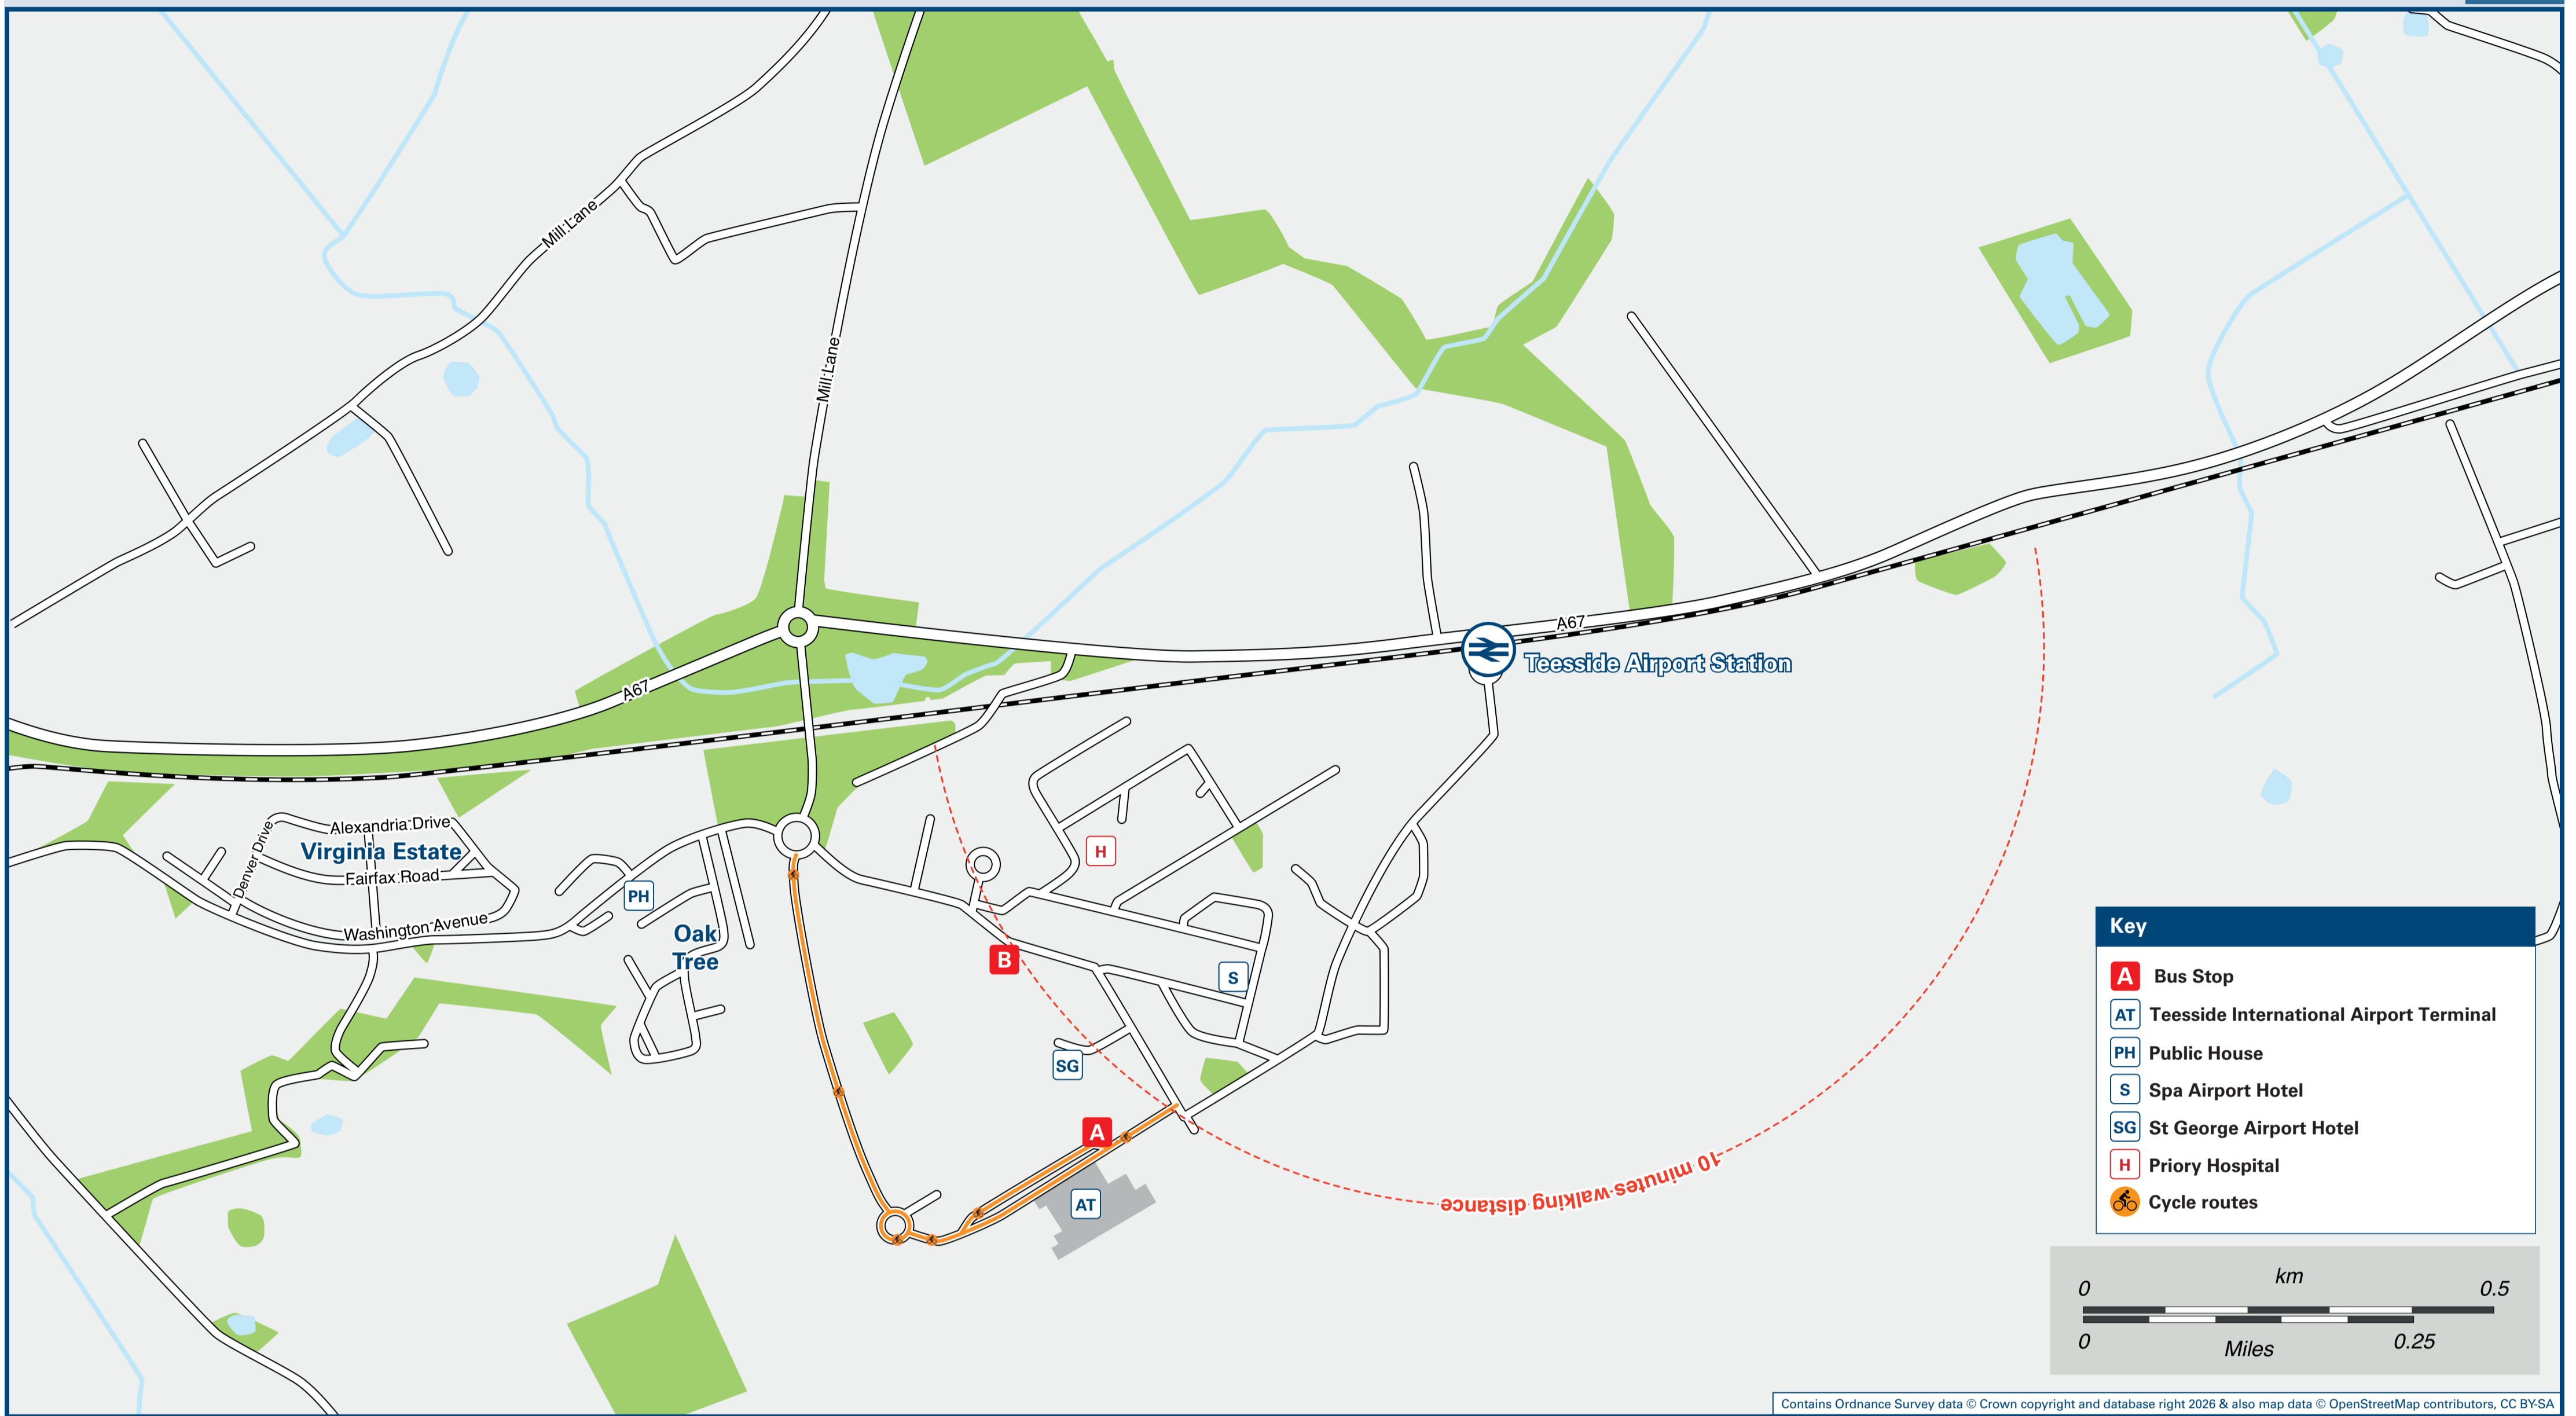 Mill Lane
Mill Lane
A67
Teesside Airport Station
A67
Alexandria Drive
Denver Drive
Virginia Estate
Fairfax Road
Washington Avenue
PH
H
Oak
Tree
B
S
SG
A
AT
10 minutes walking distance
Key
A Bus Stop
AT Teesside International Airport Terminal
PH Public House
S Spa Airport Hotel
SG St George Airport Hotel
H Priory Hospital
Cycle routes
km
0 0.5
0 0.25
Miles
Contains Ordnance Survey data © Crown copyright and database right 2026 & also map data © OpenStreetMap contributors, CC BY-SA